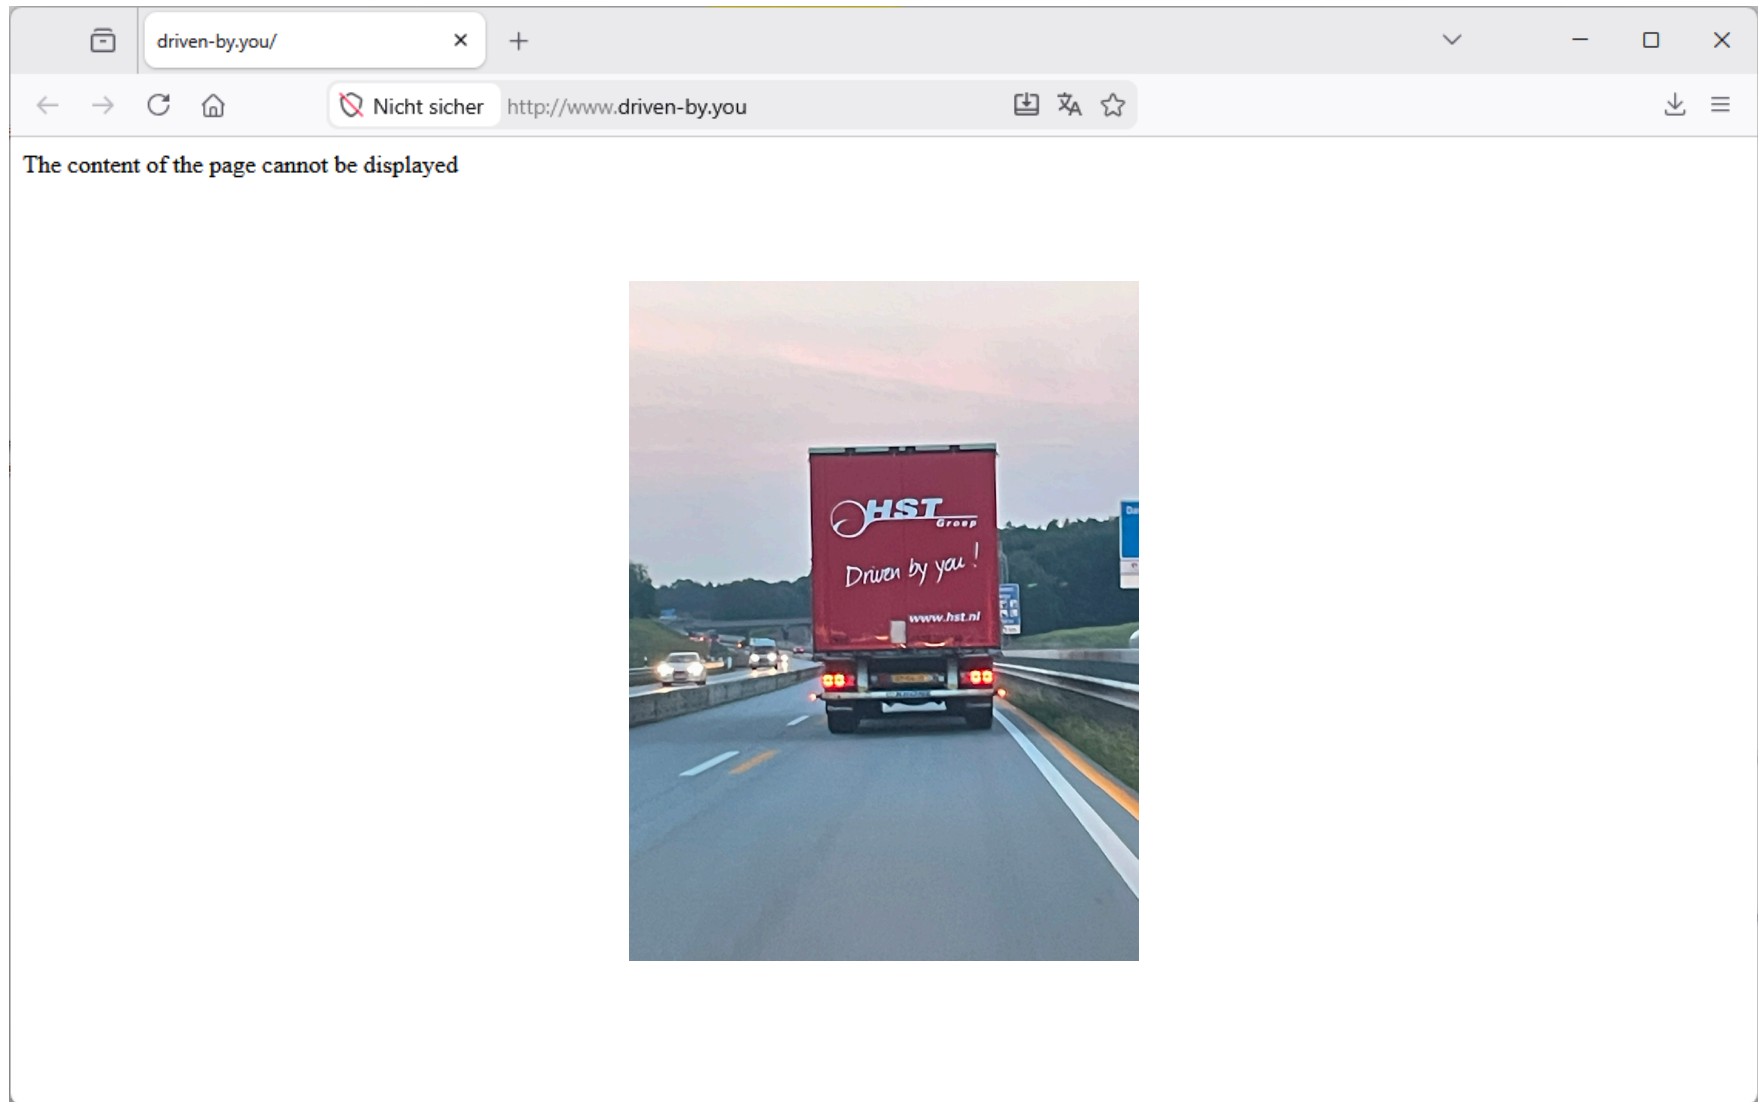 driven-by.you/
Nicht sicher
http://www.driven-by.you
The content of the page cannot be displayed
HST
Groep
Driven by you!
www.hst.nl